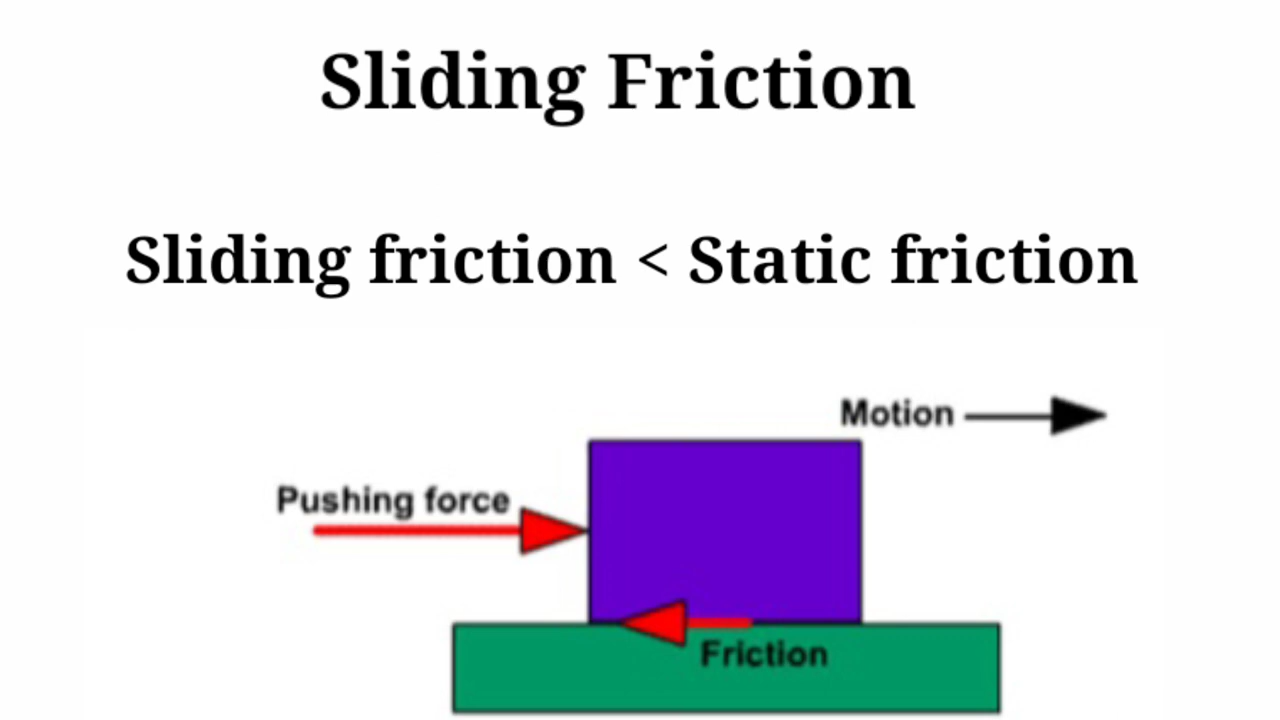 Sliding Friction
Sliding friction < Static friction
Motion
Pushing force
Friction